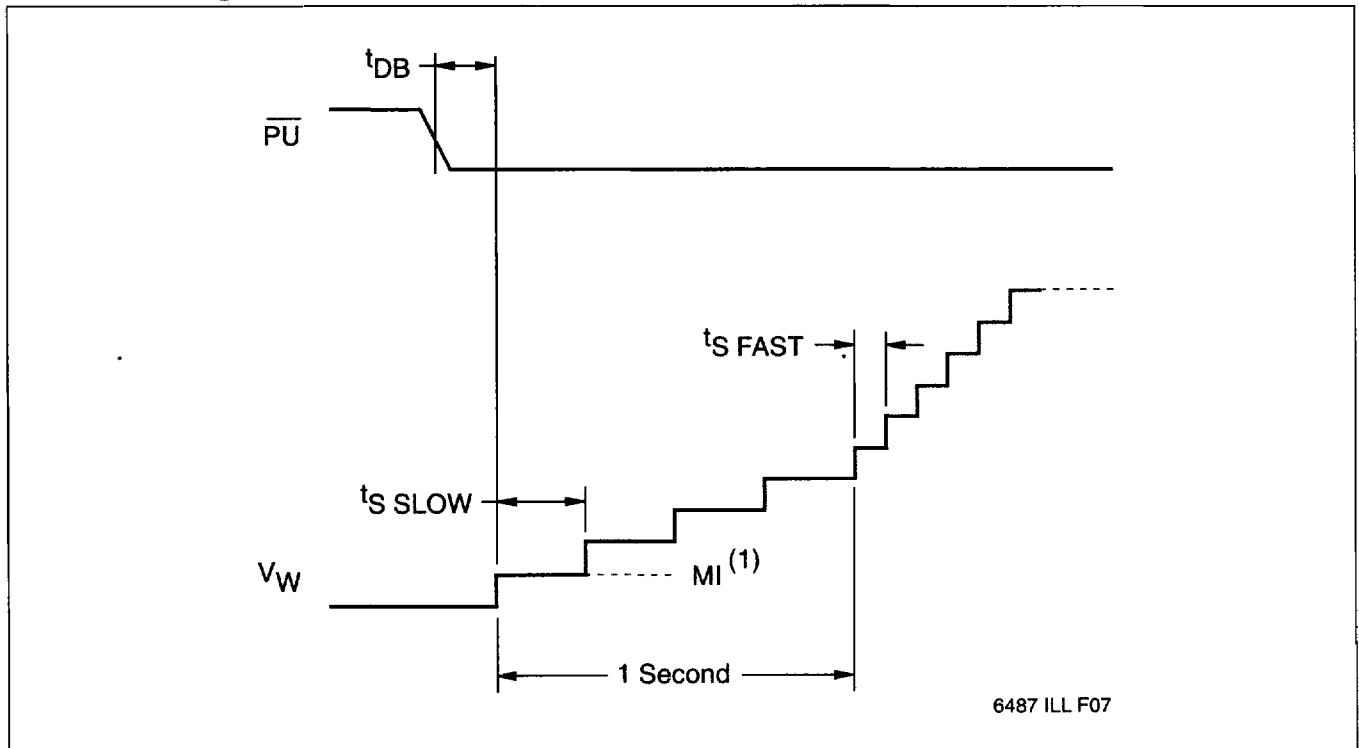 tDB
PU
tS FAST
tS SLOW
VW
MI (1)
1 Second
6487 ILL F07